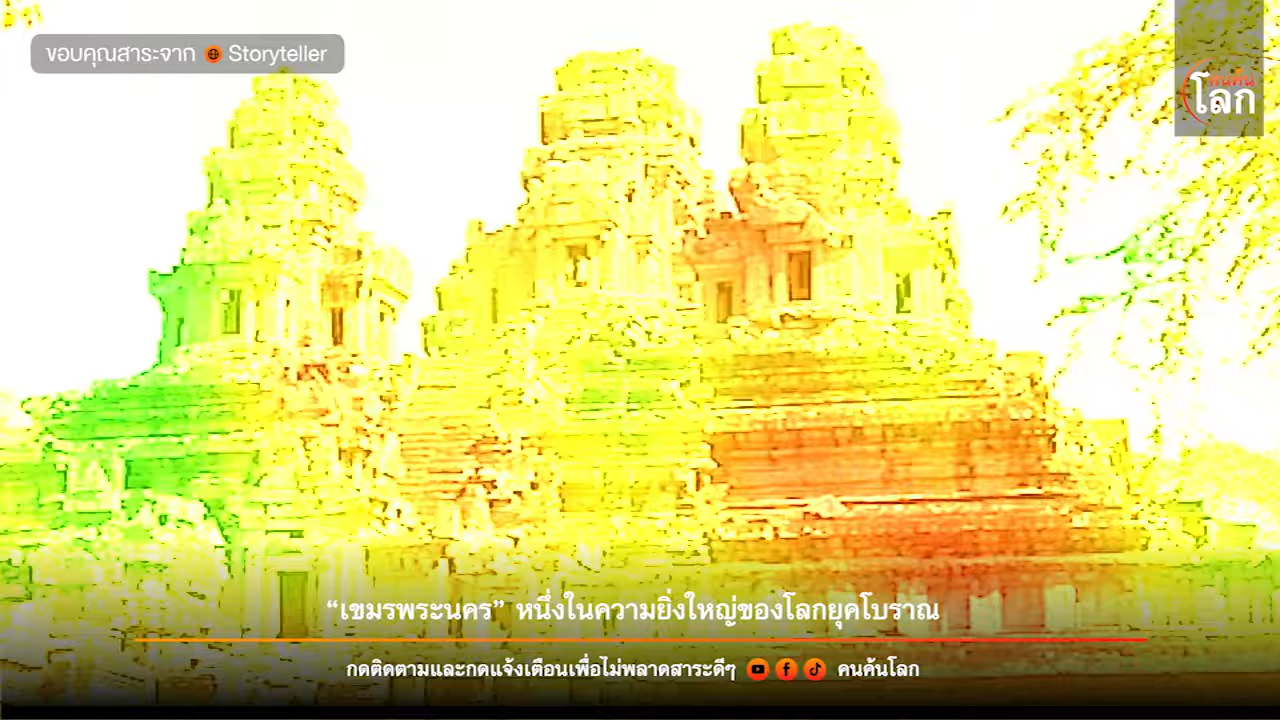 ขอบคุณสาระจาก Storyteller
คนค้น
โลก
“เขมรพระนคร” หนึ่งในความยิ่งใหญ่ของโลกยุคโบราณ
กดติดตามและกดแจ้งเตือนเพื่อไม่พลาดสาระดีๆ คนค้นโลก